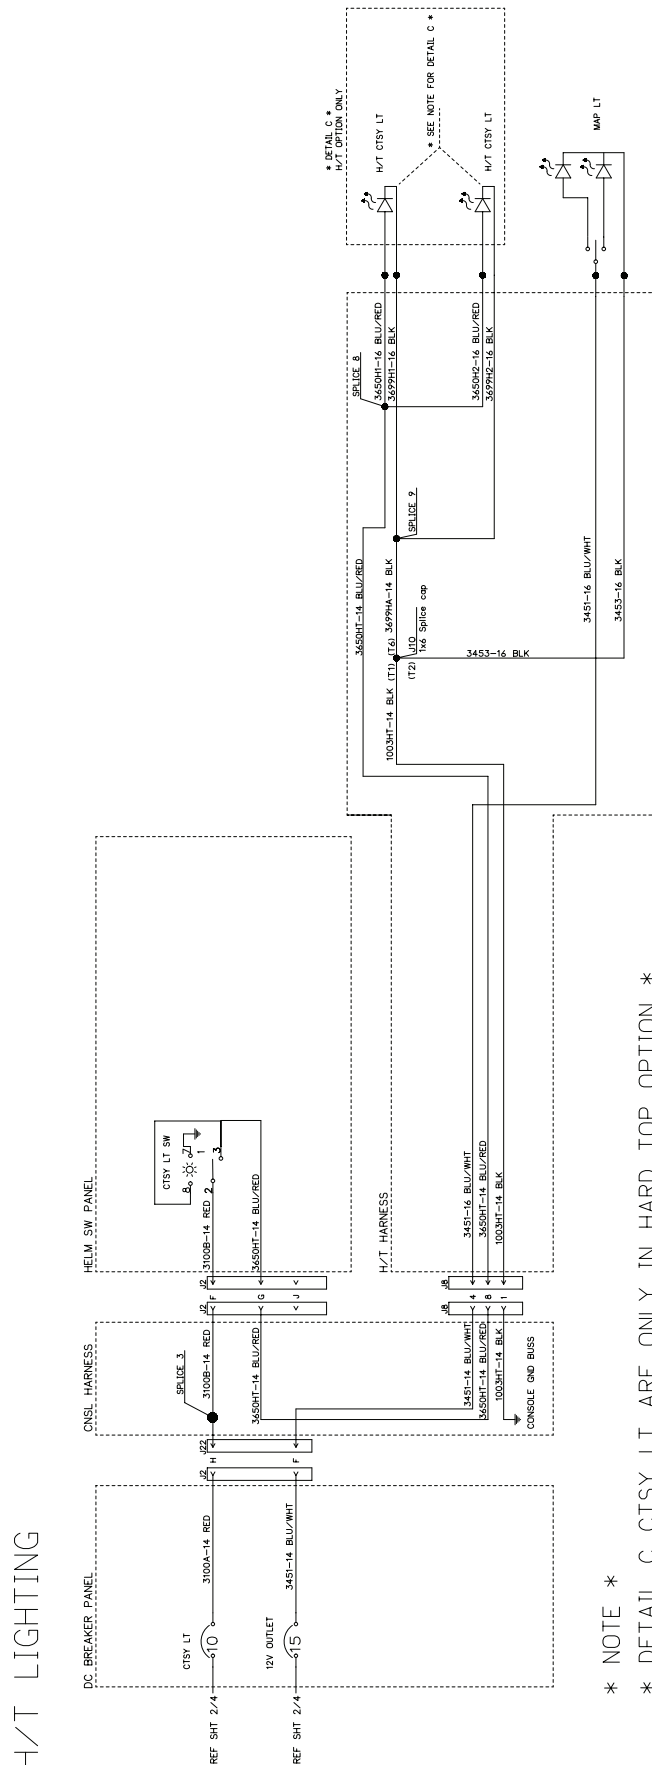 H/T LIGHTING
DC BREAKER PANEL
REF SHT 2/4
CTSY LT
10
3100A-14 RED
REF SHT 2/4
12V OUTLET
15
3451-14 BLU/WHT
J2
J22
H
F
CNSL HARNESS
SPLICE 3
3100B-14 RED
3650HT-14 BLU/RED
3451-14 BLU/WHT
3650HT-14 BLU/RED
1003HT-14 BLK
CONSOLE GND BUSS
J2
J2
F
G
J
J8
J8
4
8
1
HELM SW PANEL
3100B-14 RED
3650HT-14 BLU/RED
CTSY LT SW
8
7
2
1
3
H/T HARNESS
3451-16 BLU/WHT
3650HT-14 BLU/RED
1003HT-14 BLK
1003HT-14 BLK (T1)
(T6) 3699HA-14 BLK
(T2)
J10
1x6 Splice cap
3650HT-14 BLU/RED
3453-16 BLK
SPLICE 9
SPLICE 8
3650H1-16 BLU/RED
3699H1-16 BLK
3650H2-16 BLU/RED
3699H2-16 BLK
3451-16 BLU/WHT
3453-16 BLK
* DETAIL C *
H/T OPTION ONLY
H/T CTSY LT
* SEE NOTE FOR DETAIL C *
H/T CTSY LT
MAP LT
* NOTE *
* DETAIL C CTSY LT ARE ONLY IN HARD TOP OPTION *